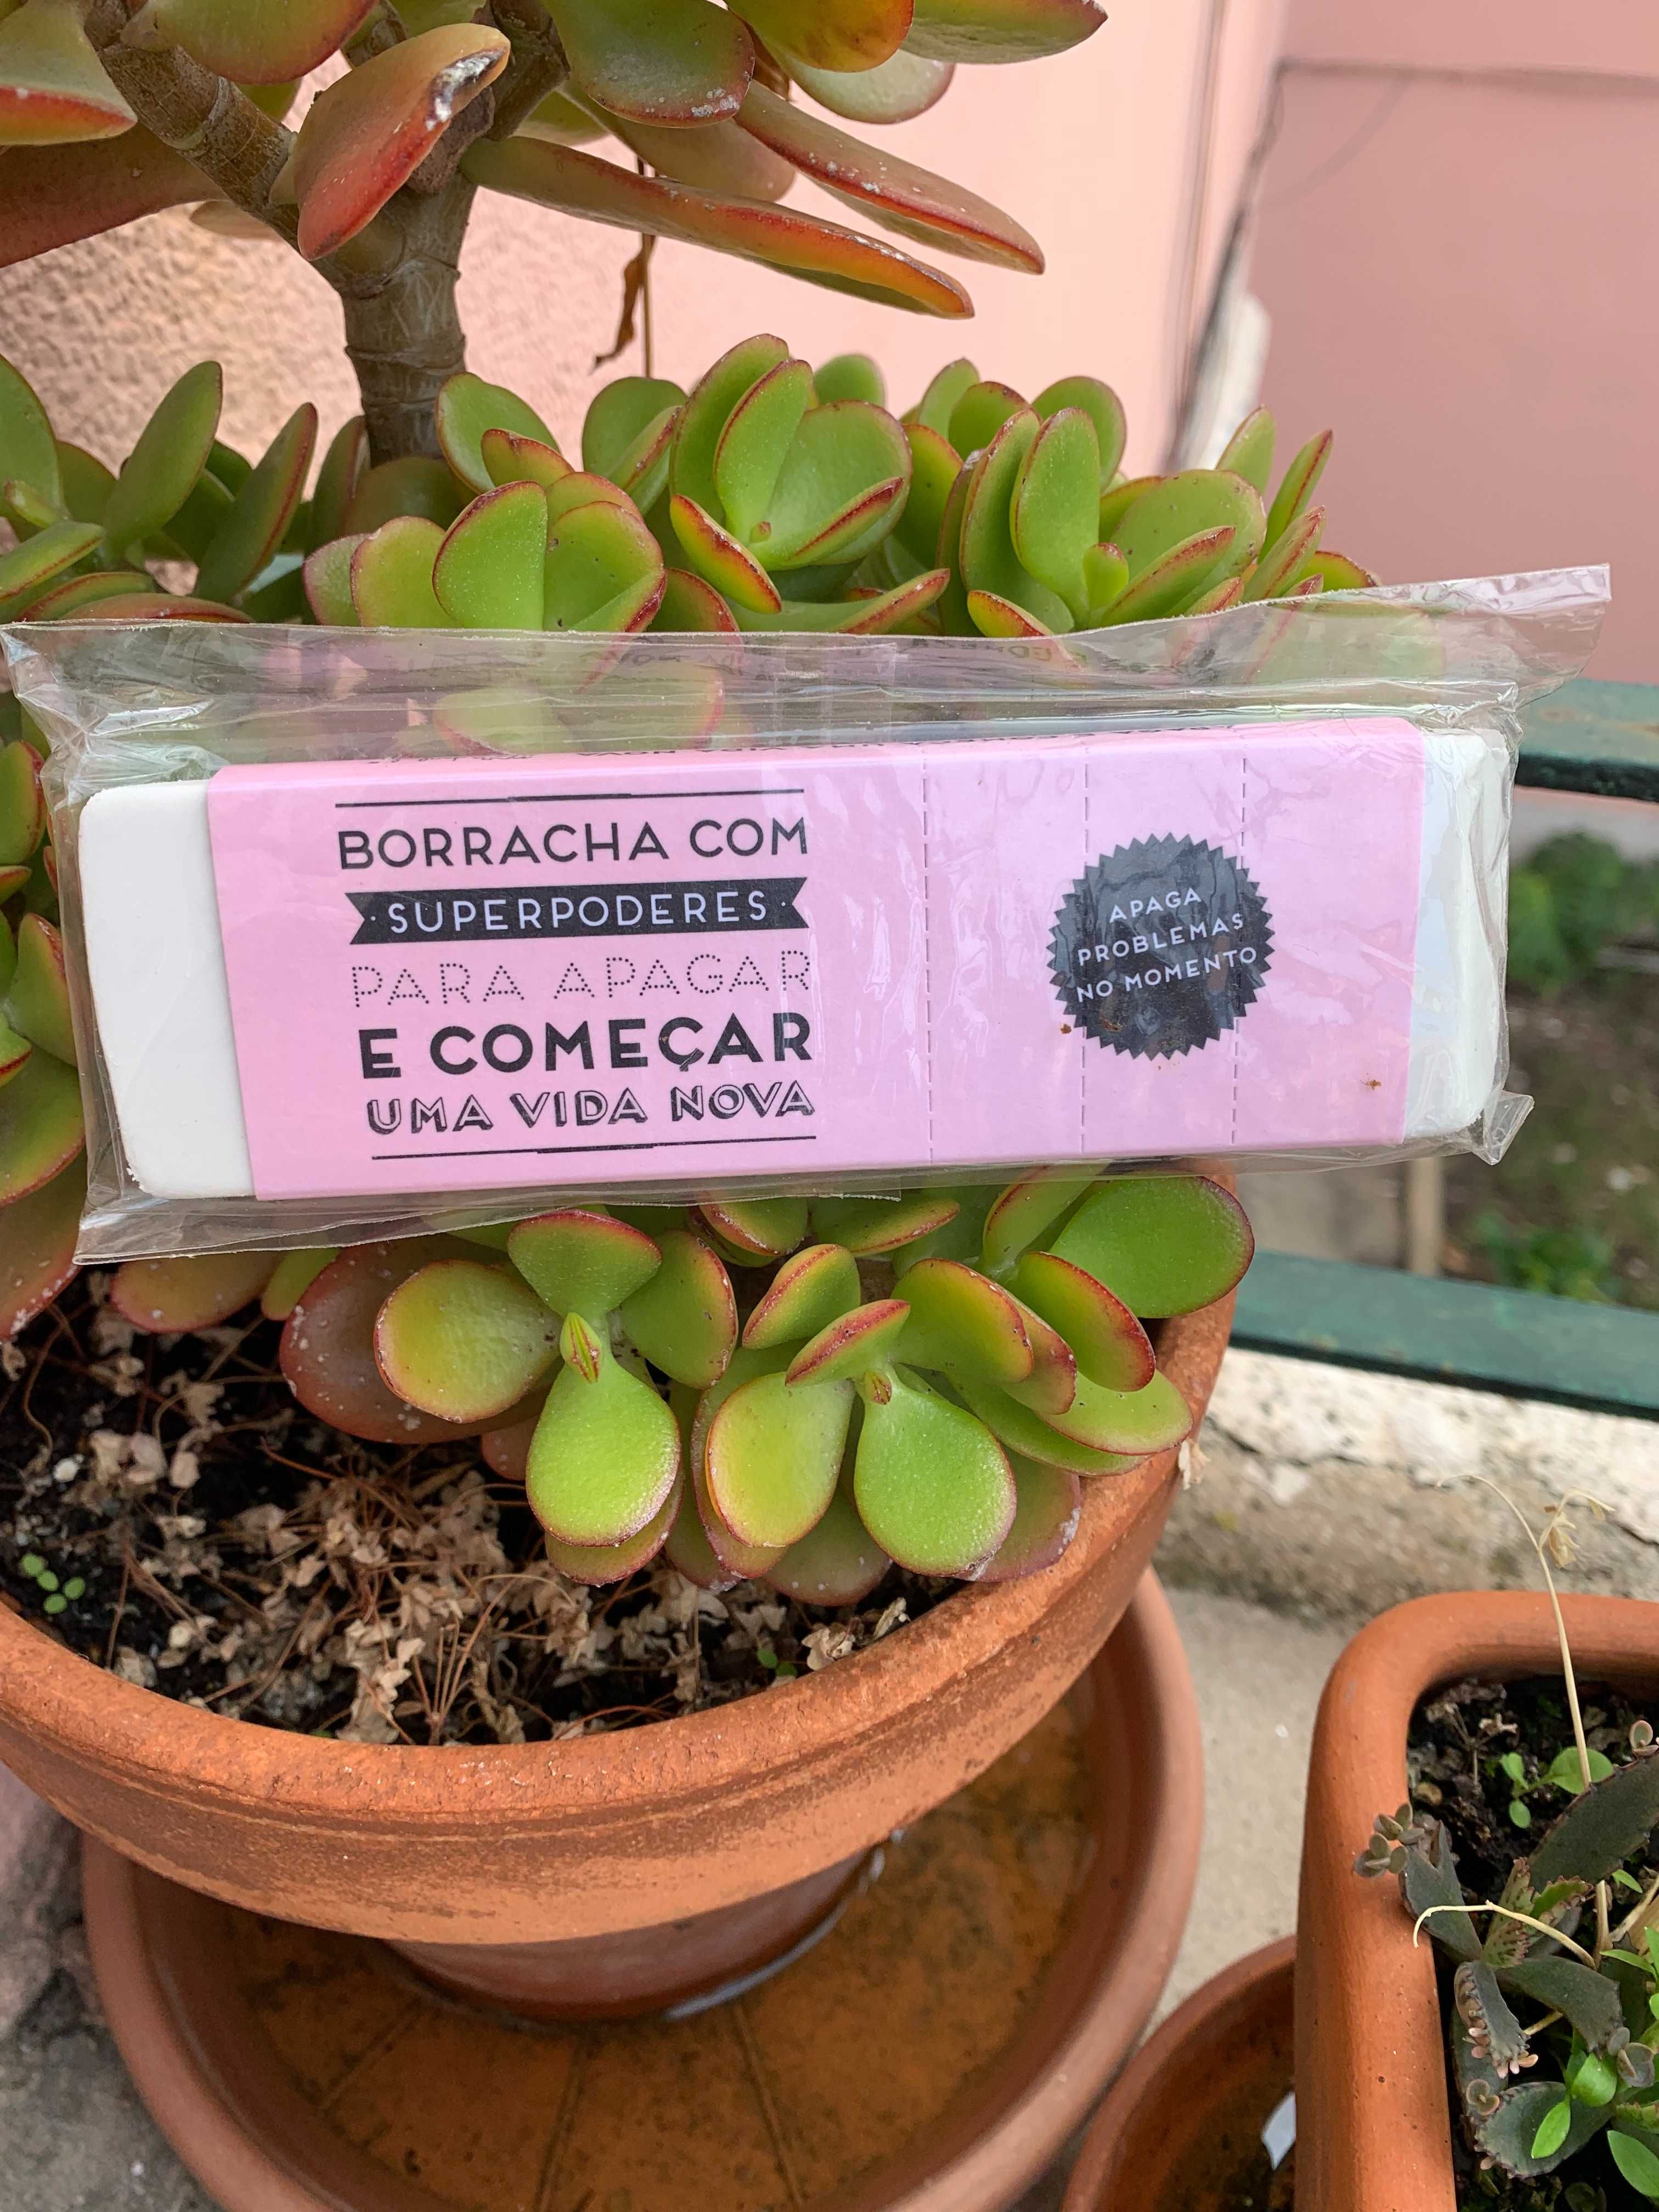 BORRACHA COM
·SUPERPODERES·
PARA APAGAR
E COMEÇAR
UMA VIDA NOVA
APAGA
PROBLEMAS
NO MOMENTO